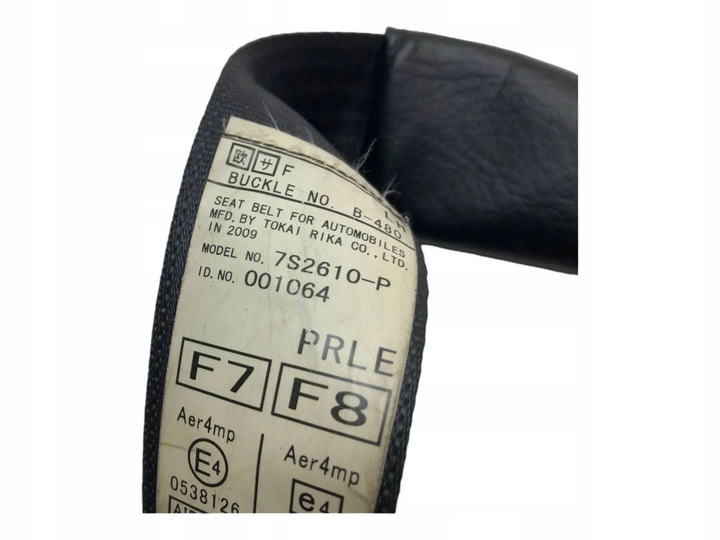 欧 サ F LH
BUCKLE NO. B-480
SEAT BELT FOR AUTOMOBILES
MFD. BY TOKAI RIKA CO., LTD.
IN 2009
MODEL NO. 7S2610-P
ID. NO. 001064
PRLE
F7 F8
Aer4mp Aer4mp
E4 e4
0538126